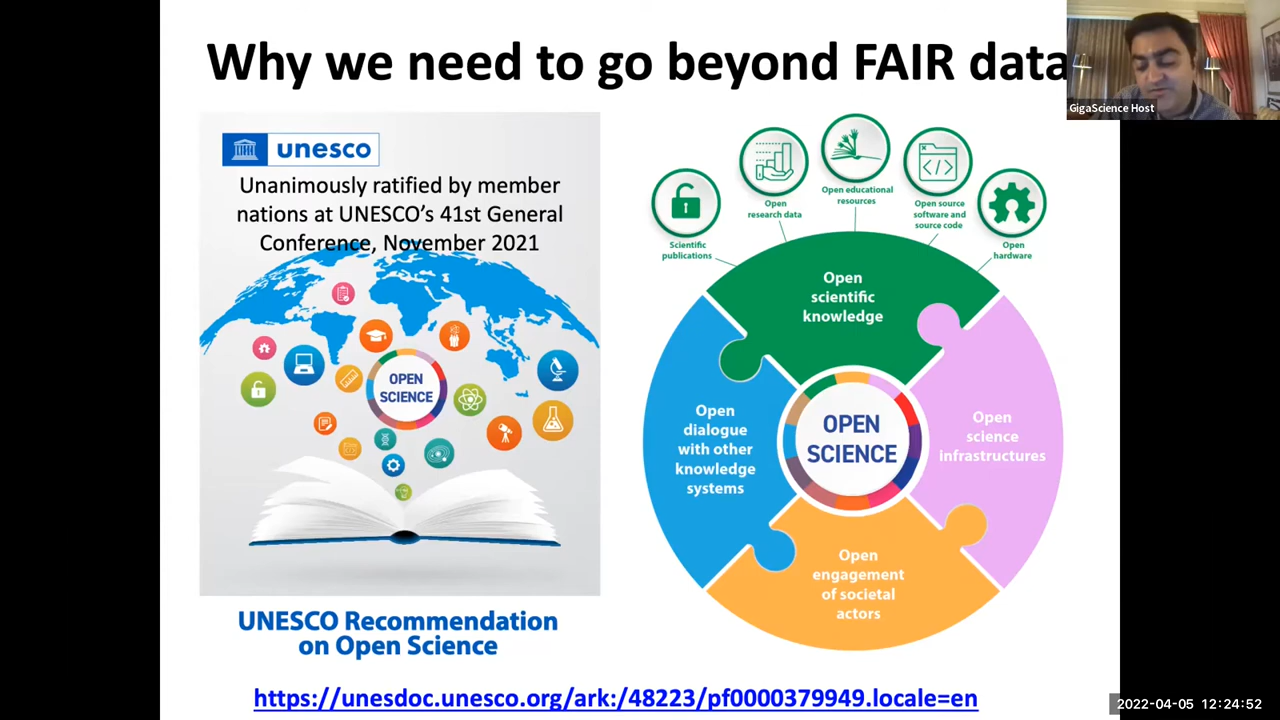 Why we need to go beyond FAIR data
GigaScience Host
unesco
Unanimously ratified by member
nations at UNESCO’s 41st General
Conference, November 2021
OPEN
SCIENCE
UNESCO Recommendation
on Open Science
Scientific
publications
Open
research data
Open educational
resources
Open source
software and
source code
Open
hardware
Open
scientific
knowledge
Open
dialogue
with other
knowledge
systems
OPEN
SCIENCE
Open
science
infrastructures
Open
engagement
of societal
actors
https://unesdoc.unesco.org/ark:/48223/pf0000379949.locale=en
2022-04-05 12:24:52